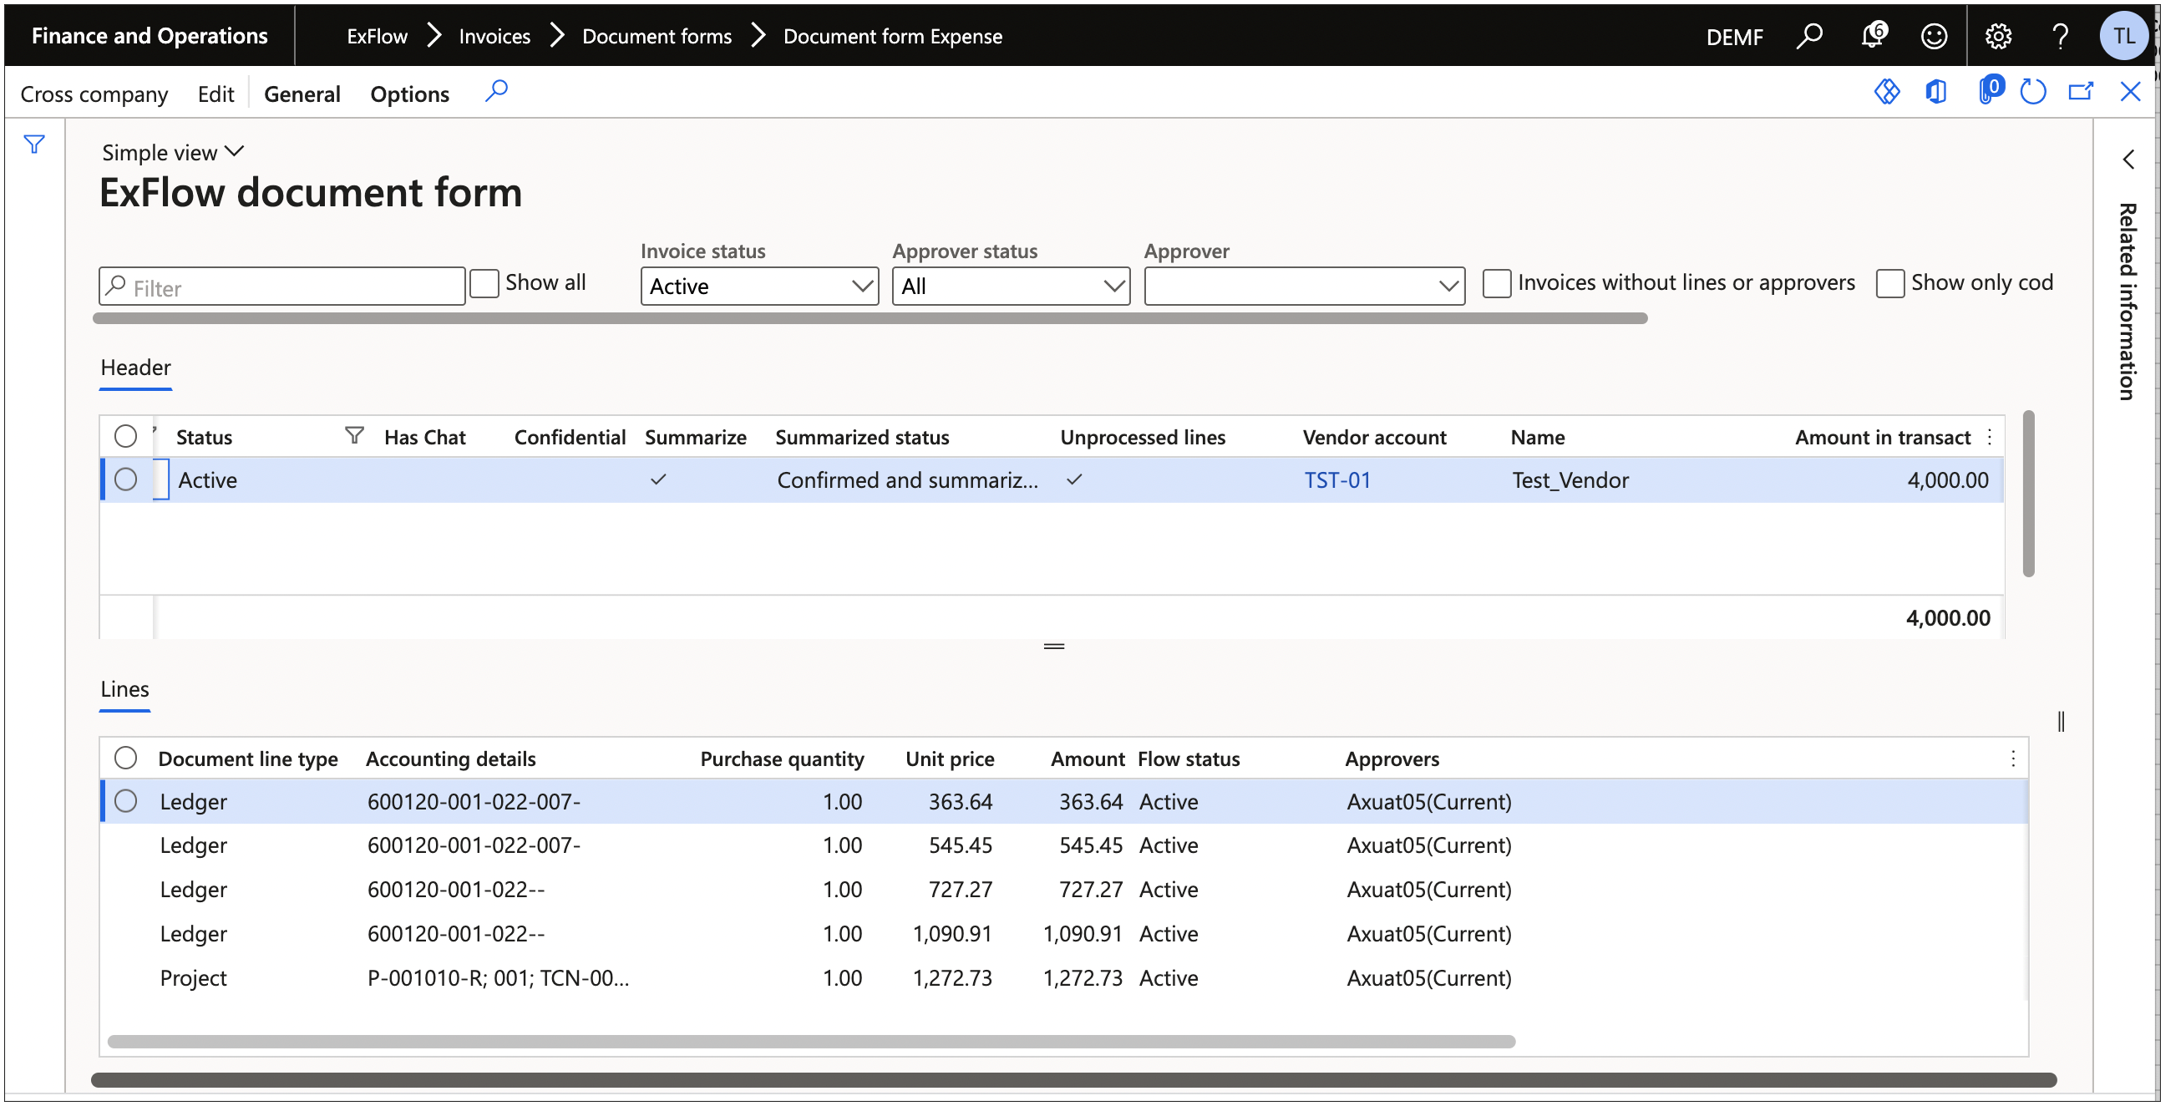 Finance and Operations ExFlow Invoices Document forms Document form Expense DEMF 6 TL
Cross company Edit General Options 0
Simple view
ExFlow document form
Invoice status Approver status Approver
Filter Show all Active All Invoices without lines or approvers Show only cod
Related information
Header
Status Has Chat Confidential Summarize Summarized status Unprocessed lines Vendor account Name Amount in transact
Active Confirmed and summariz... TST-01 Test_Vendor 4,000.00
4,000.00
Lines
Document line type Accounting details Purchase quantity Unit price Amount Flow status Approvers
Ledger 600120-001-022-007- 1.00 363.64 363.64 Active Axuat05(Current)
Ledger 600120-001-022-007- 1.00 545.45 545.45 Active Axuat05(Current)
Ledger 600120-001-022-- 1.00 727.27 727.27 Active Axuat05(Current)
Ledger 600120-001-022-- 1.00 1,090.91 1,090.91 Active Axuat05(Current)
Project P-001010-R; 001; TCN-00... 1.00 1,272.73 1,272.73 Active Axuat05(Current)